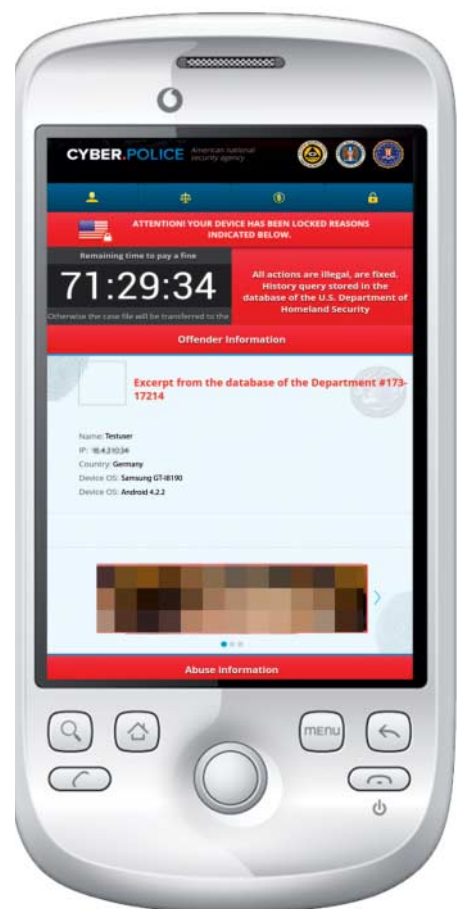 CYBER.POLICE American national
security agency
ATTENTION! YOUR DEVICE HAS BEEN LOCKED REASONS
INDICATED BELOW.
Remaining time to pay a fine
71:29:34
Otherwise the case file will be transferred to the
All actions are illegal, are fixed.
History query stored in the
database of the U.S. Department of
Homeland Security
Offender Information
Excerpt from the database of the Department #173-
17214
Name: Testuser
IP:
Country: Germany
Device OS: Samsung GT-I8190
Device OS: Android 4.2.2
Abuse information
MENU